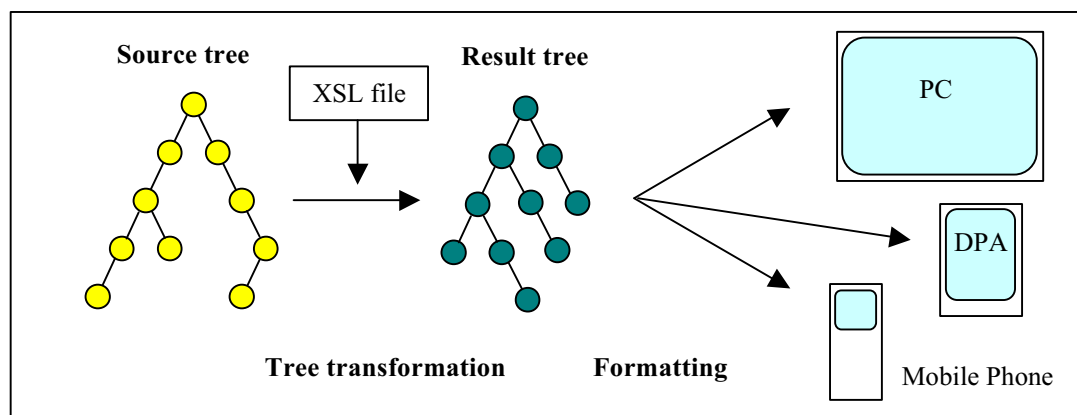 Source tree
XSL file
Result tree
PC
DPA
Tree transformation
Formatting
Mobile Phone